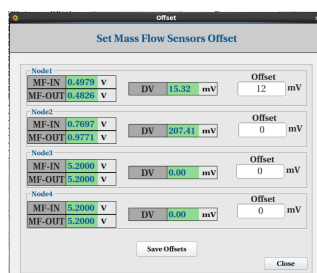 Offset
Set Mass Flow Sensors Offset
Node1
Offset
MF-IN 0.4979 V
DV 15.32 mV
12 mV
MF-OUT 0.4826 V
Node2
Offset
MF-IN 0.7697 V
DV 207.41 mV
0 mV
MF-OUT 0.9771 V
Node3
Offset
MF-IN 5.2000 V
DV 0.00 mV
0 mV
MF-OUT 5.2000 V
Node4
Offset
MF-IN 5.2000 V
DV 0.00 mV
0 mV
MF-OUT 5.2000 V
Save Offsets
Close